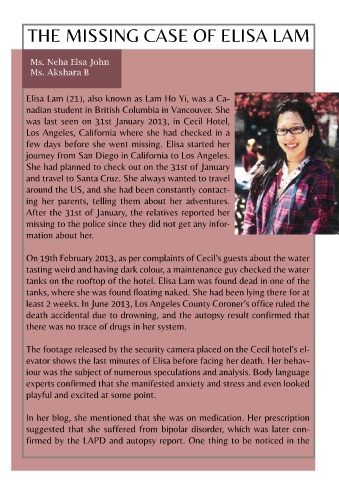 THE MISSING CASE OF ELISA LAM
Ms. Neha Elsa John
Ms. Akshara B
Elisa Lam (21), also known as Lam Ho Yi, was a Ca-
nadian student in British Columbia in Vancouver. She
was last seen on 31st January 2013, in Cecil Hotel,
Los Angeles, California where she had checked in a
few days before she went missing. Elisa started her
journey from San Diego in California to Los Angeles.
She had planned to check out on the 31st of January
and travel to Santa Cruz. She always wanted to travel
around the US, and she had been constantly contact-
ing her parents, telling them about her adventures.
After the 31st of January, the relatives reported her
missing to the police since they did not get any infor-
mation about her.
On 19th February 2013, as per complaints of Cecil's guests about the water
tasting weird and having dark colour, a maintenance guy checked the water
tanks on the rooftop of the hotel. Elisa Lam was found dead in one of the
tanks, where she was found floating naked. She had been lying there for at
least 2 weeks. In June 2013, Los Angeles County Coroner's office ruled the
death accidental due to drowning, and the autopsy result confirmed that
there was no trace of drugs in her system.
The footage released by the security camera placed on the Cecil hotel's el-
evator shows the last minutes of Elisa before facing her death. Her behav-
iour was the subject of numerous speculations and analysis. Body language
experts confirmed that she manifested anxiety and stress and even looked
playful and excited at some point.
In her blog, she mentioned that she was on medication. Her prescription
suggested that she suffered from bipolar disorder, which was later con-
firmed by the LAPD and autopsy report. One thing to be noticed in the